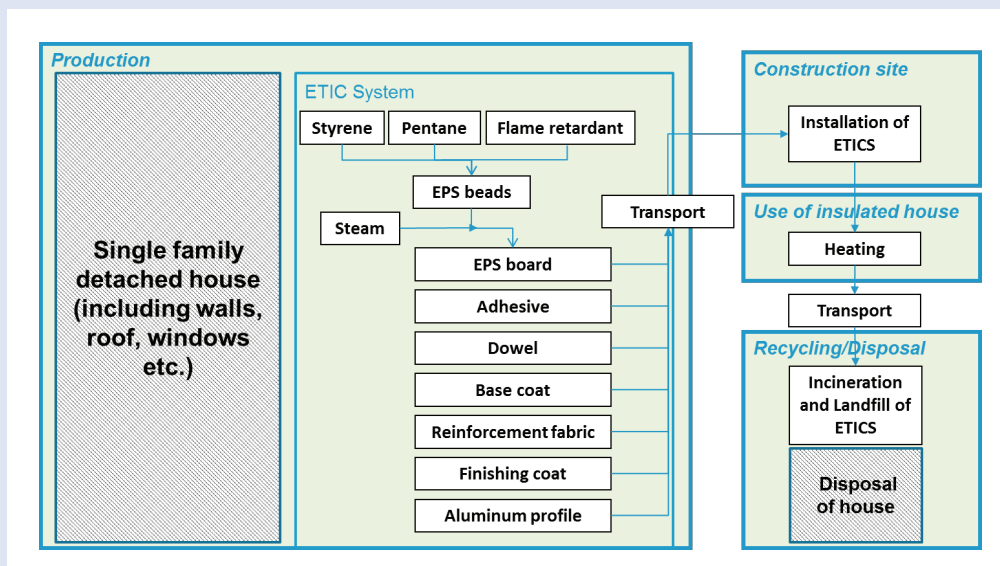 Production
Single family
detached house
(including walls,
roof, windows
etc.)
ETIC System
Styrene
Pentane
Flame retardant
EPS beads
Steam
EPS board
Adhesive
Dowel
Base coat
Reinforcement fabric
Finishing coat
Aluminum profile
Transport
Construction site
Installation of
ETICS
Use of insulated house
Heating
Transport
Recycling/Disposal
Incineration
and Landfill of
ETICS
Disposal
of house